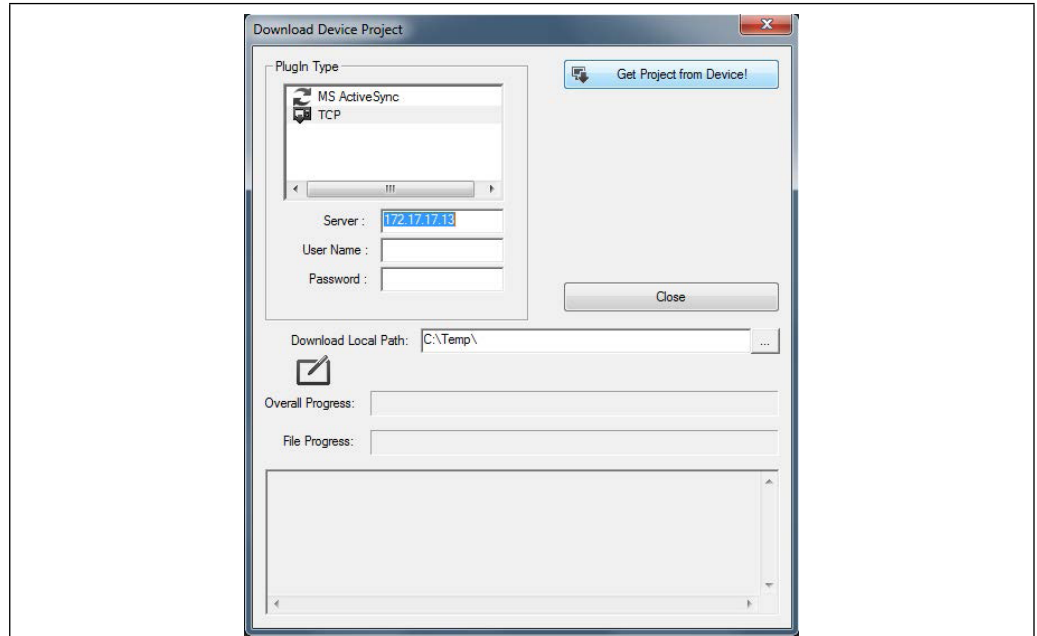 Download Device Project
PlugIn Type
MS ActiveSync
TCP
Get Project from Device!
Server :
172.17.17.13
User Name :
Password :
Close
Download Local Path:
C:\Temp\
...
Overall Progress:
File Progress: